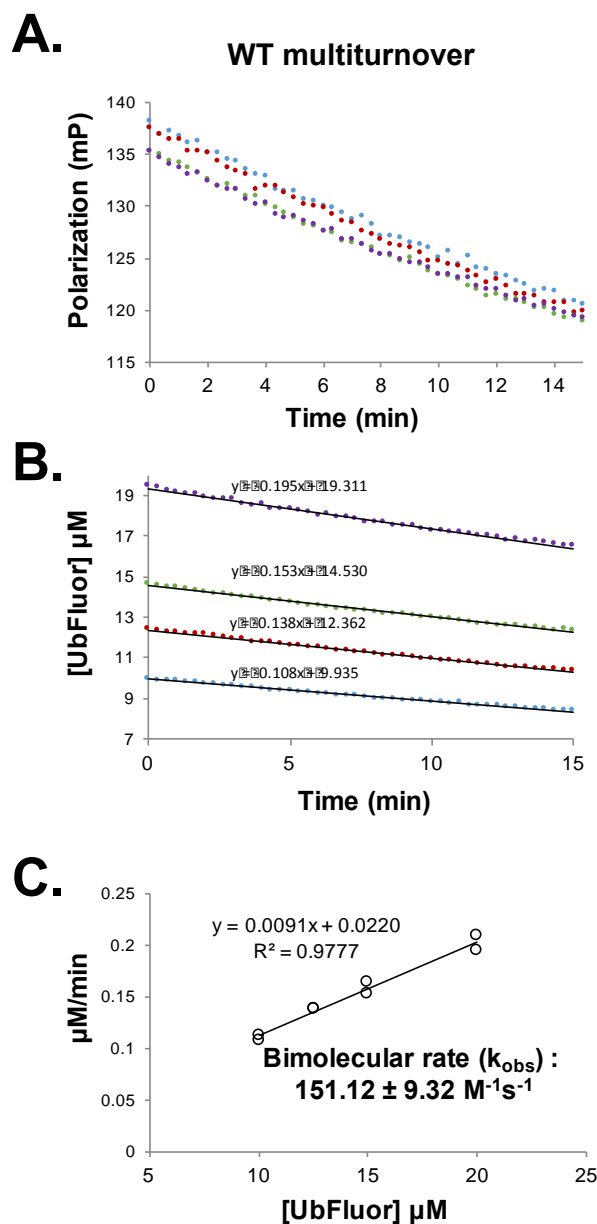 A.
WT multiturnover
140
135
130
125
120
115
Polarization (mP)
0 2 4 6 8 10 12 14
Time (min)
B.
19
17
15
13
11
9
7
[UbFluor] µM
y = -0.195x + 19.311
y = -0.153x + 14.530
y = -0.138x + 12.362
y = -0.108x + 9.935
0 5 10 15
Time (min)
C.
0.25
0.2
0.15
0.1
0.05
0
µM/min
y = 0.0091x + 0.0220
R² = 0.9777
Bimolecular rate (kobs) :
151.12 ± 9.32 M⁻¹s⁻¹
5 10 15 20 25
[UbFluor] µM